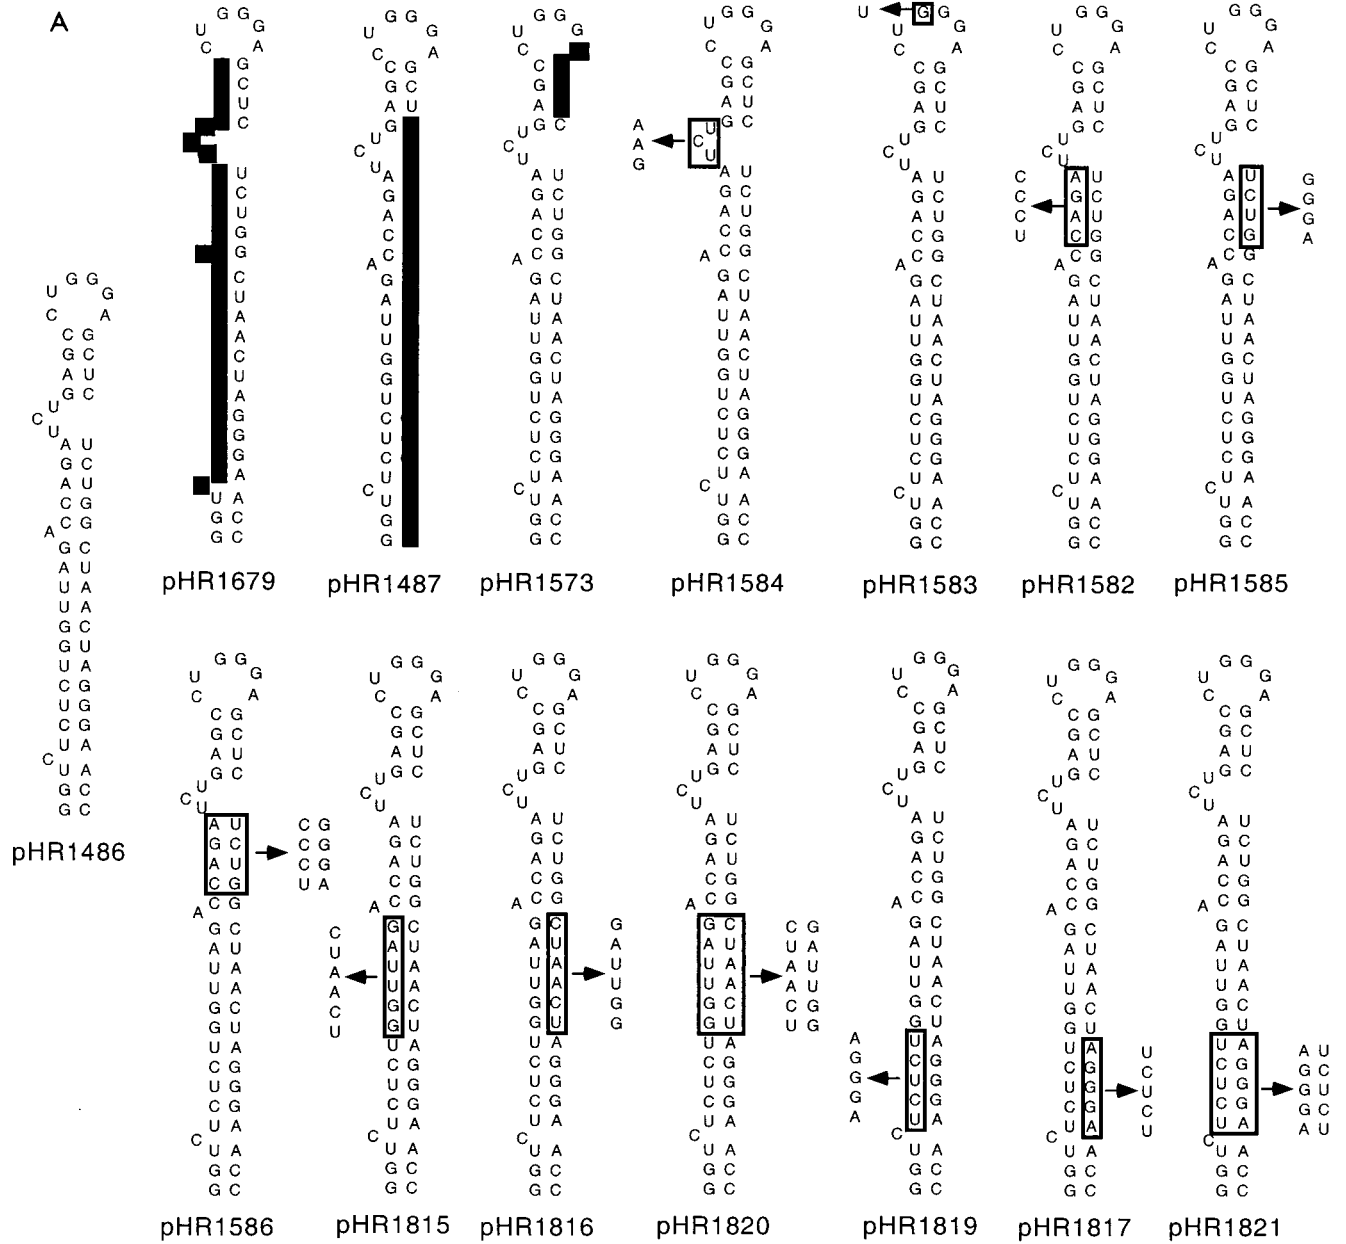 A
U C G G G A
C G A G U C U A G A C C A G A U U G G U C U C U C U G G
G C U C U C U G G C U A A C U A G G G A A C C
pHR1486
U C G G G A
U G G
G C U C U C U G G C U A A C U A G G G A A C C
pHR1679
U C G G G A
C G A G U C U A G A C C A G A U U G G U C U C U C U G G
G C U
pHR1487
U C G G G
C G A G U C U A G A C C A G A U U G G U C U C U C U G G
C U C U G G C U A A C U A G G G A A C C
pHR1573
U C G G G A
C G A G U C U A G A C C A G A U U G G U C U C U C U G G
G C U C U C U G G C U A A C U A G G G A A C C
A A G
pHR1584
U
U C G G G A
C G A G U C U A G A C C A G A U U G G U C U C U C U G G
G C U C U C U G G C U A A C U A G G G A A C C
pHR1583
U C G G G A
C G A G U C U A G A C C A G A U U G G U C U C U C U G G
G C U C U C U G G C U A A C U A G G G A A C C
C C C U
pHR1582
U C G G G A
C G A G U C U A G A C C A G A U U G G U C U C U C U G G
G C U C U C U G G C U A A C U A G G G A A C C
G G G A
pHR1585
U C G G G A
C G A G U C U A G A C C A G A U U G G U C U C U C U G G
G C U C U C U G G C U A A C U A G G G A A C C
C C C U
G G G A
pHR1586
U C G G G A
C G A G U C U A G A C C A G A U U G G U C U C U C U G G
G C U C U C U G G C U A A C U A G G G A A C C
C U A A C U
pHR1815
U C G G G A
C G A G U C U A G A C C A G A U U G G U C U C U C U G G
G C U C U C U G G C U A A C U A G G G A A C C
G A U U G G
pHR1816
U C G G G A
C G A G U C U A G A C C A G A U U G G U C U C U C U G G
G C U C U C U G G C U A A C U A G G G A A C C
C U A A C U
G A U U G G
pHR1820
U C G G G A
C G A G U C U A G A C C A G A U U G G U C U C U C U G G
G C U C U C U G G C U A A C U A G G G A A C C
A G G G A
pHR1819
U C G G G A
C G A G U C U A G A C C A G A U U G G U C U C U C U G G
G C U C U C U G G C U A A C U A G G G A A C C
U C U C U
pHR1817
U C G G G A
C G A G U C U A G A C C A G A U U G G U C U C U C U G G
G C U C U C U G G C U A A C U A G G G A A C C
A G G G A
U C U C U
pHR1821